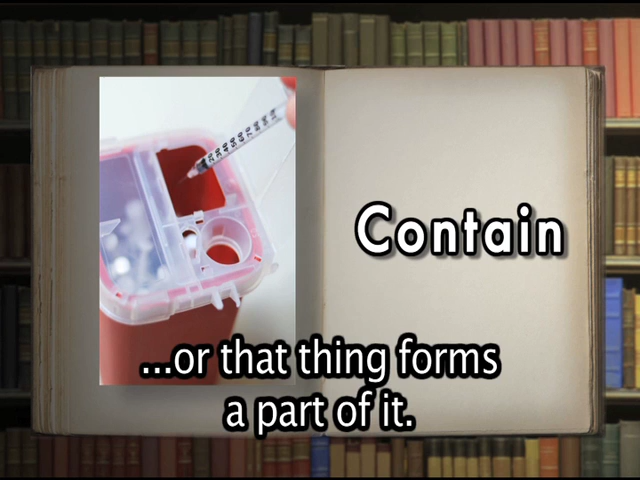 Contain
...or that thing forms
a part of it.